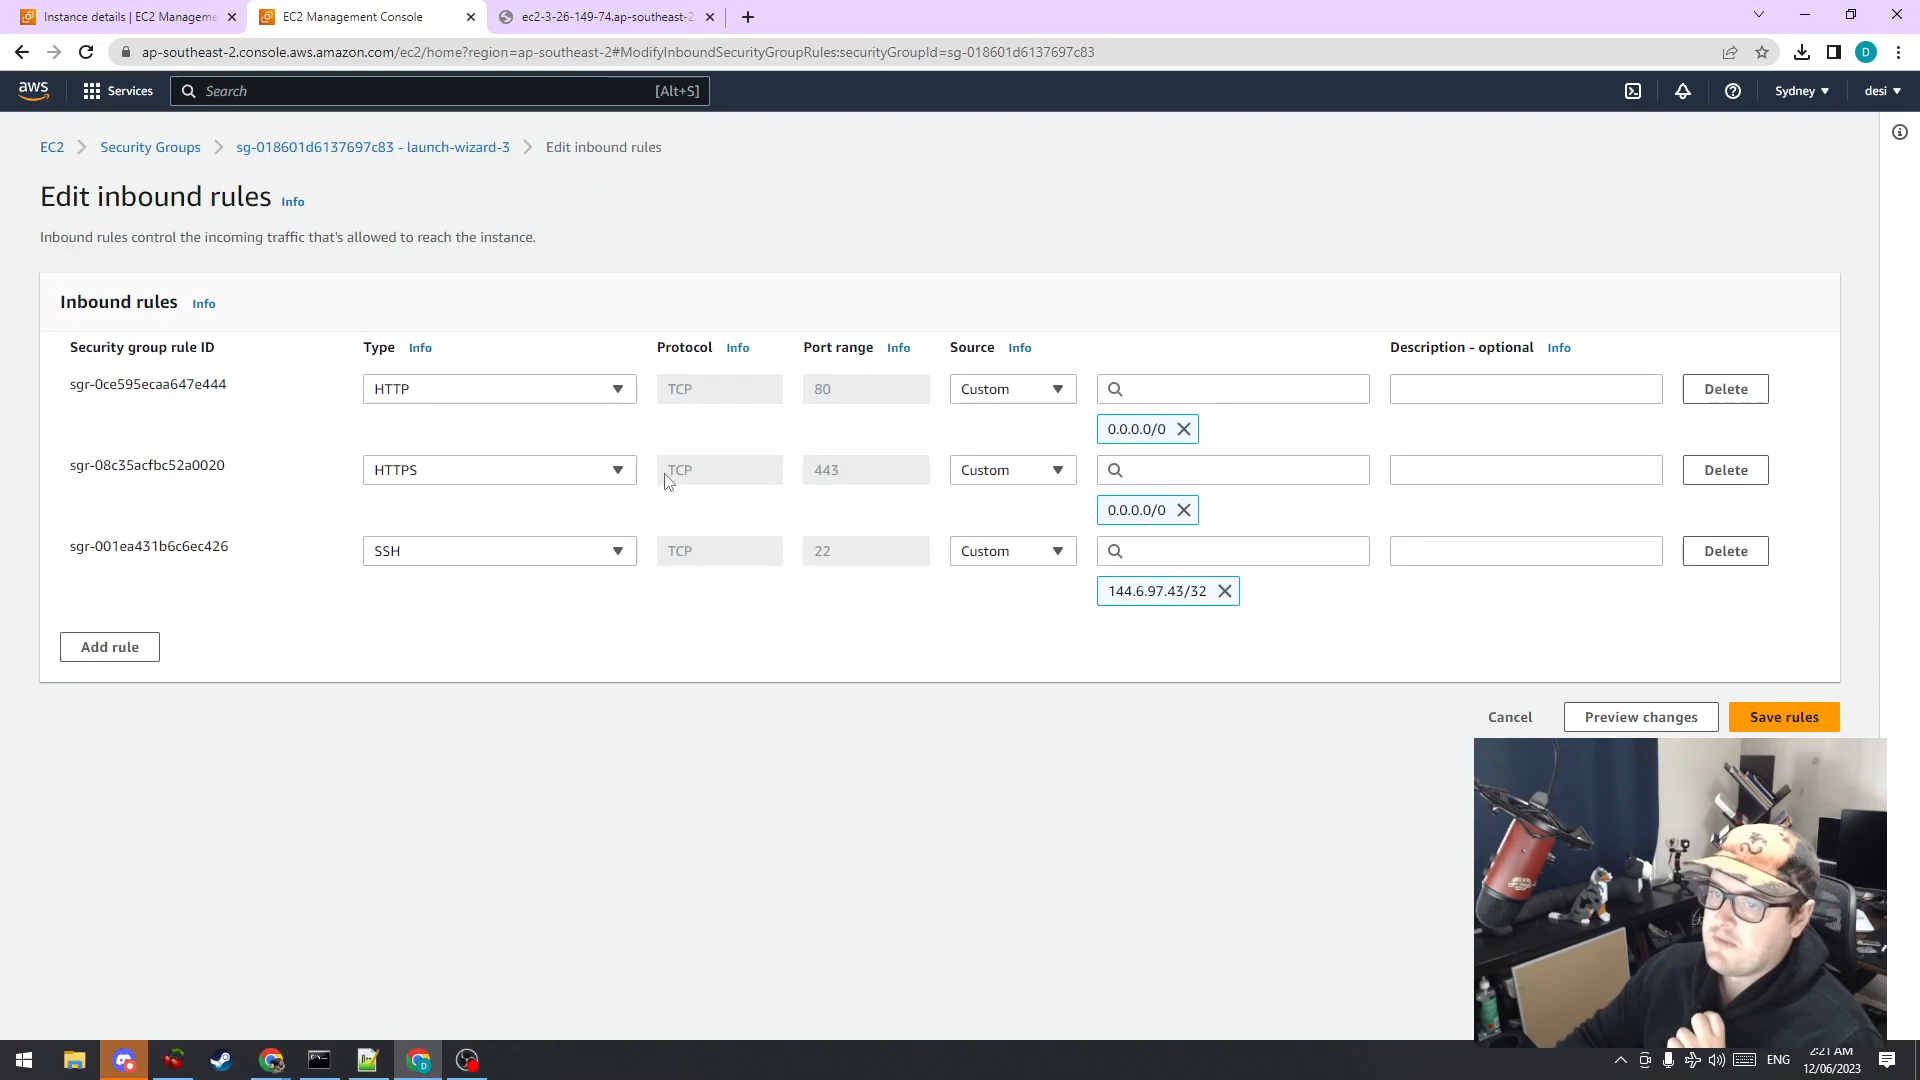 Instance details | EC2 Manageme
EC2 Management Console
ec2-3-26-149-74.ap-southeast-2
ap-southeast-2.console.aws.amazon.com/ec2/home?region=ap-southeast-2#ModifyInboundSecurityGroupRules:securityGroupId=sg-018601d6137697c83
D
aws
Services
Search
[Alt+S]
Sydney
desi
EC2
Security Groups
sg-018601d6137697c83 - launch-wizard-3
Edit inbound rules
Edit inbound rules Info
Inbound rules control the incoming traffic that's allowed to reach the instance.
Inbound rules Info
Security group rule ID
Type Info
Protocol Info
Port range Info
Source Info
Description - optional Info
sgr-0ce595ecaa647e444
HTTP
TCP
80
Custom
Delete
0.0.0.0/0
sgr-08c35acfbc52a0020
HTTPS
TCP
443
Custom
Delete
0.0.0.0/0
sgr-001ea431b6c6ec426
SSH
TCP
22
Custom
Delete
144.6.97.43/32
Add rule
Cancel
Preview changes
Save rules
ENG
2:21 AM
12/06/2023